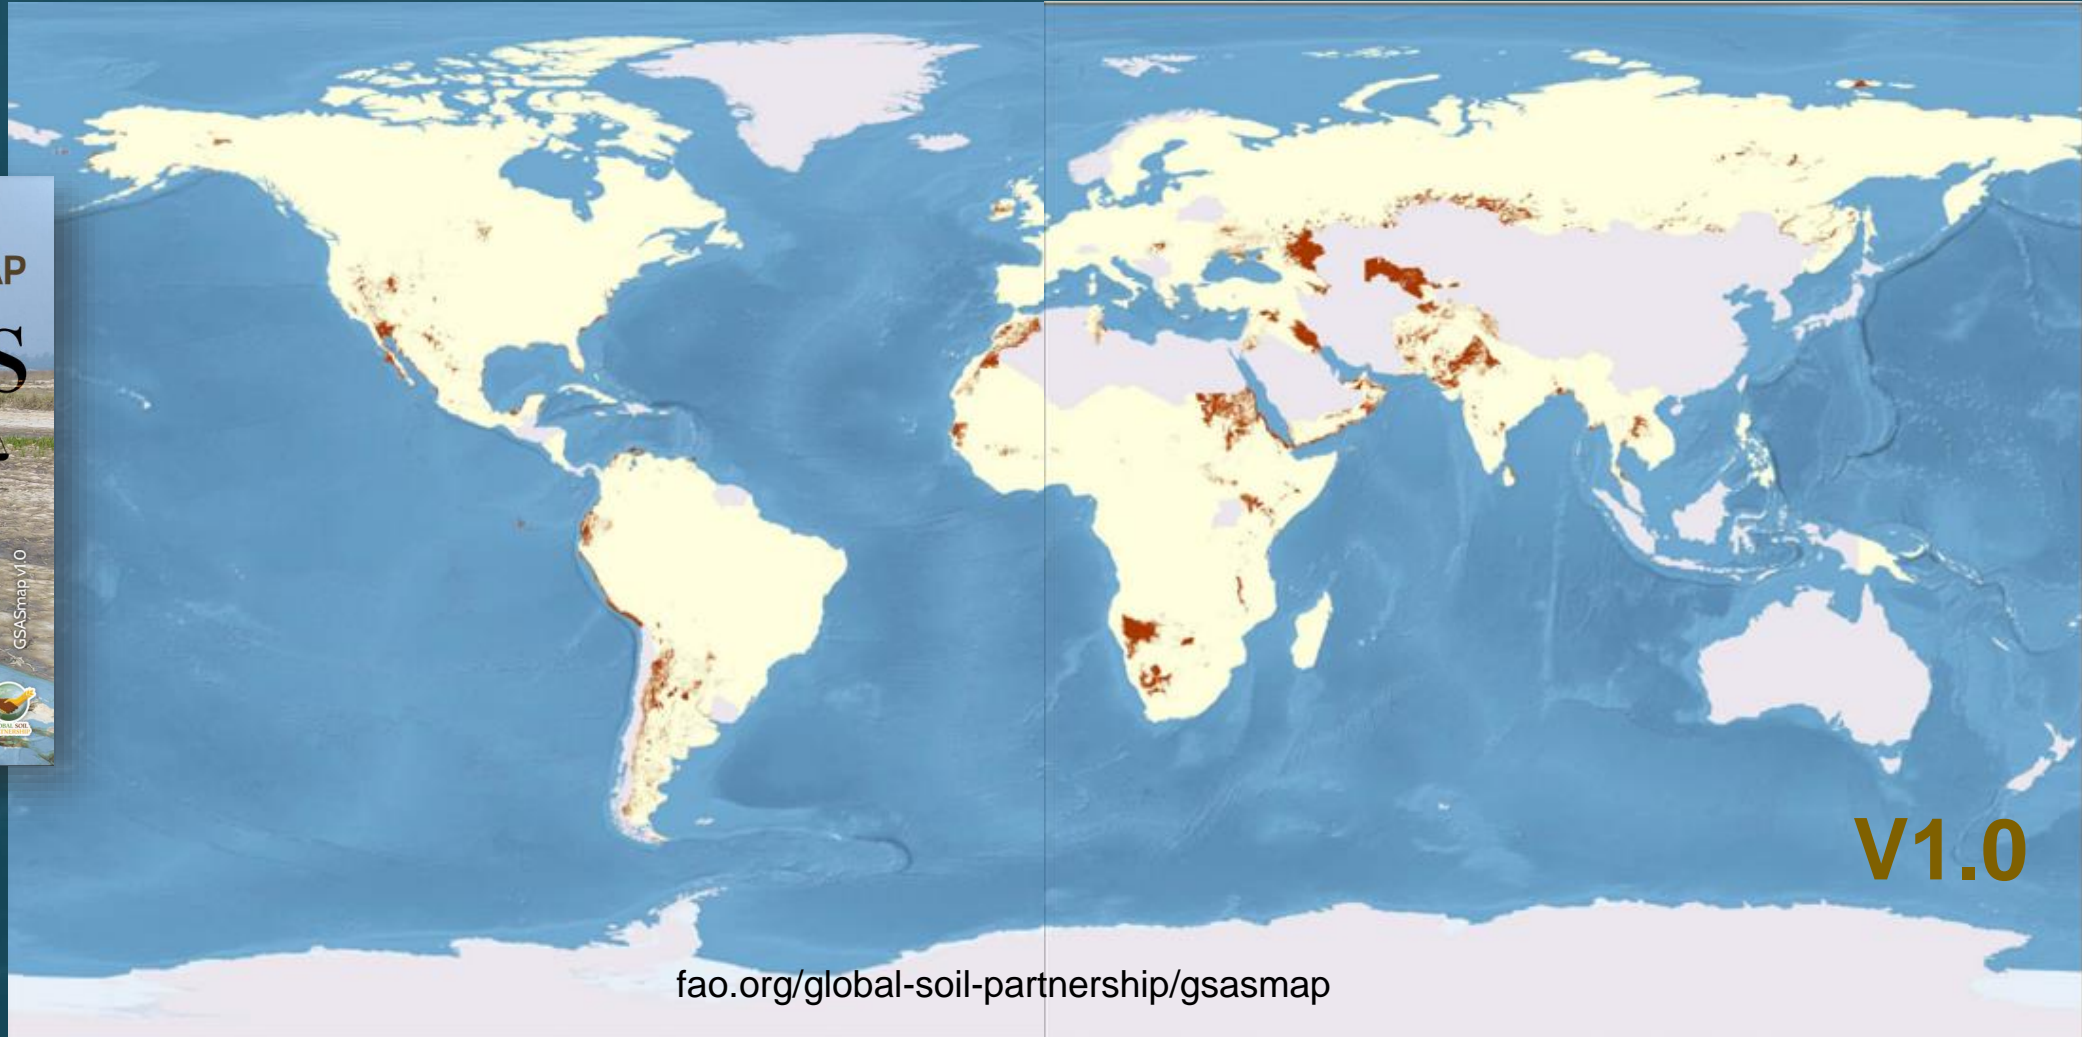 AP
S
A
GSASmap v1.0
V1.0
fao.org/global-soil-partnership/gsasmap